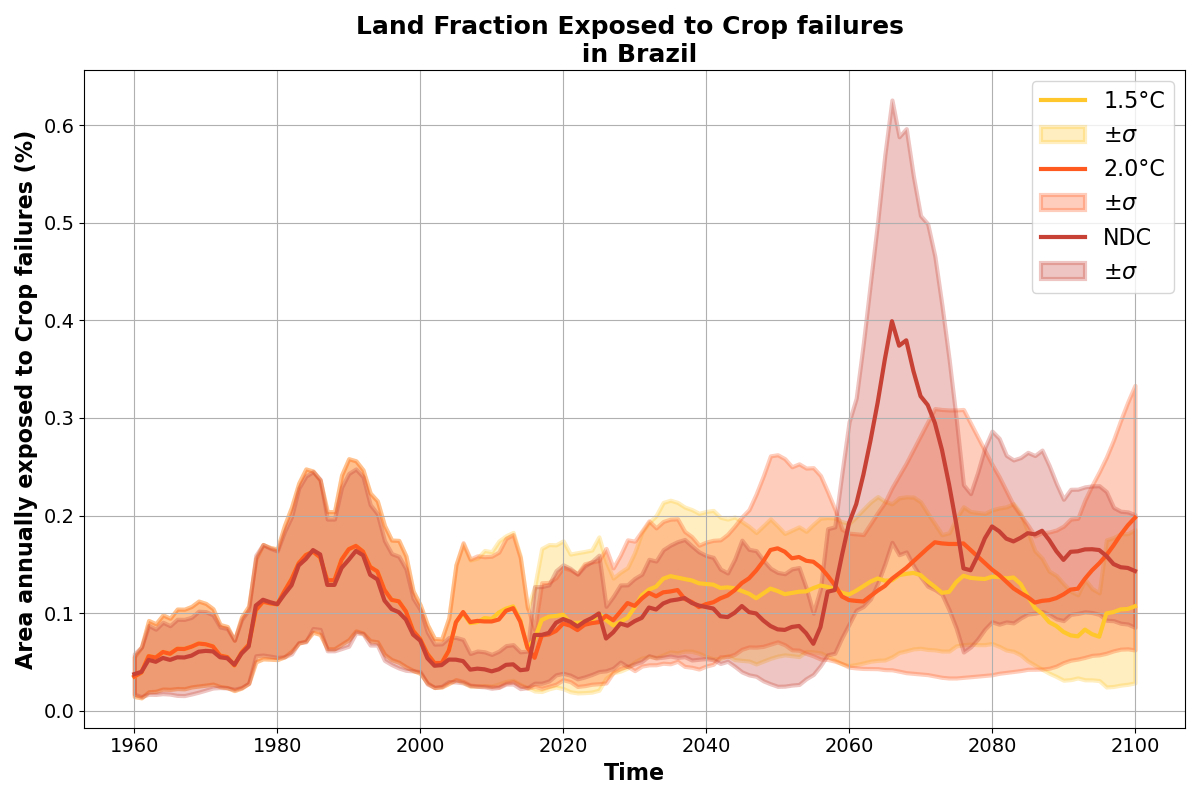 Land Fraction Exposed to Crop failures
in Brazil
Area annually exposed to Crop failures (%)
0.6
0.5
0.4
0.3
0.2
0.1
0.0
1.5°C
±σ
2.0°C
±σ
NDC
±σ
1960 1980 2000 2020 2040 2060 2080 2100
Time